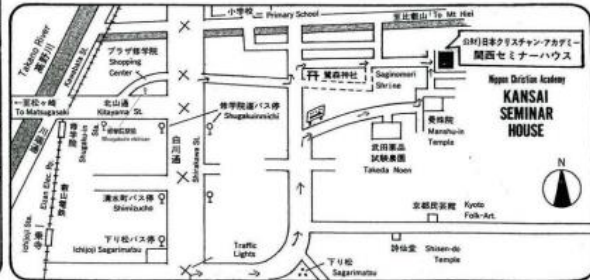 小学校
Primary School
至比叡山 To Mt Hiei
Takano River
高野川
Kawabata St.
プラザ修学院
Shopping
Center
鷺森神社
Saginomori
Shrine
公財)日本クリスチャン・アカデミー
関西セミナーハウス
Nippon Christian Academy
KANSAI
SEMINAR
HOUSE
←至松ヶ崎
To Matsugasaki
北山通
Kitayama St.
修学院道バス停
Shugakuinmichi
修学院
Shugaku-in
Sta.
曼殊院
Manshu-in
Temple
武田薬品
試験農園
Takeda Noen
白川通
Shirakawa St.
Eizan Elec. Ry.
叡山電鉄
清水町バス停
Shimizucho
京都民芸館
Kyoto
Folk-Art.
N
Ichijoji Sta.
一乗寺
下り松バス停
Ichijoji Sagarimatsu
Traffic
Lights
下り松
Sagarimatsu
詩仙堂
Shisen-do
Temple